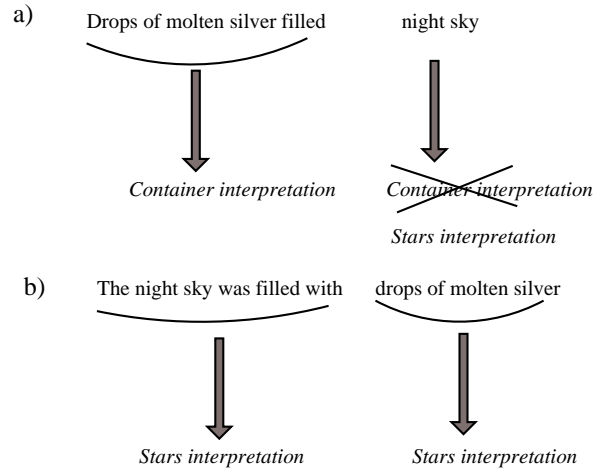 a) Drops of molten silver filled night sky
Container interpretation Container interpretation
Stars interpretation
b) The night sky was filled with drops of molten silver
Stars interpretation Stars interpretation